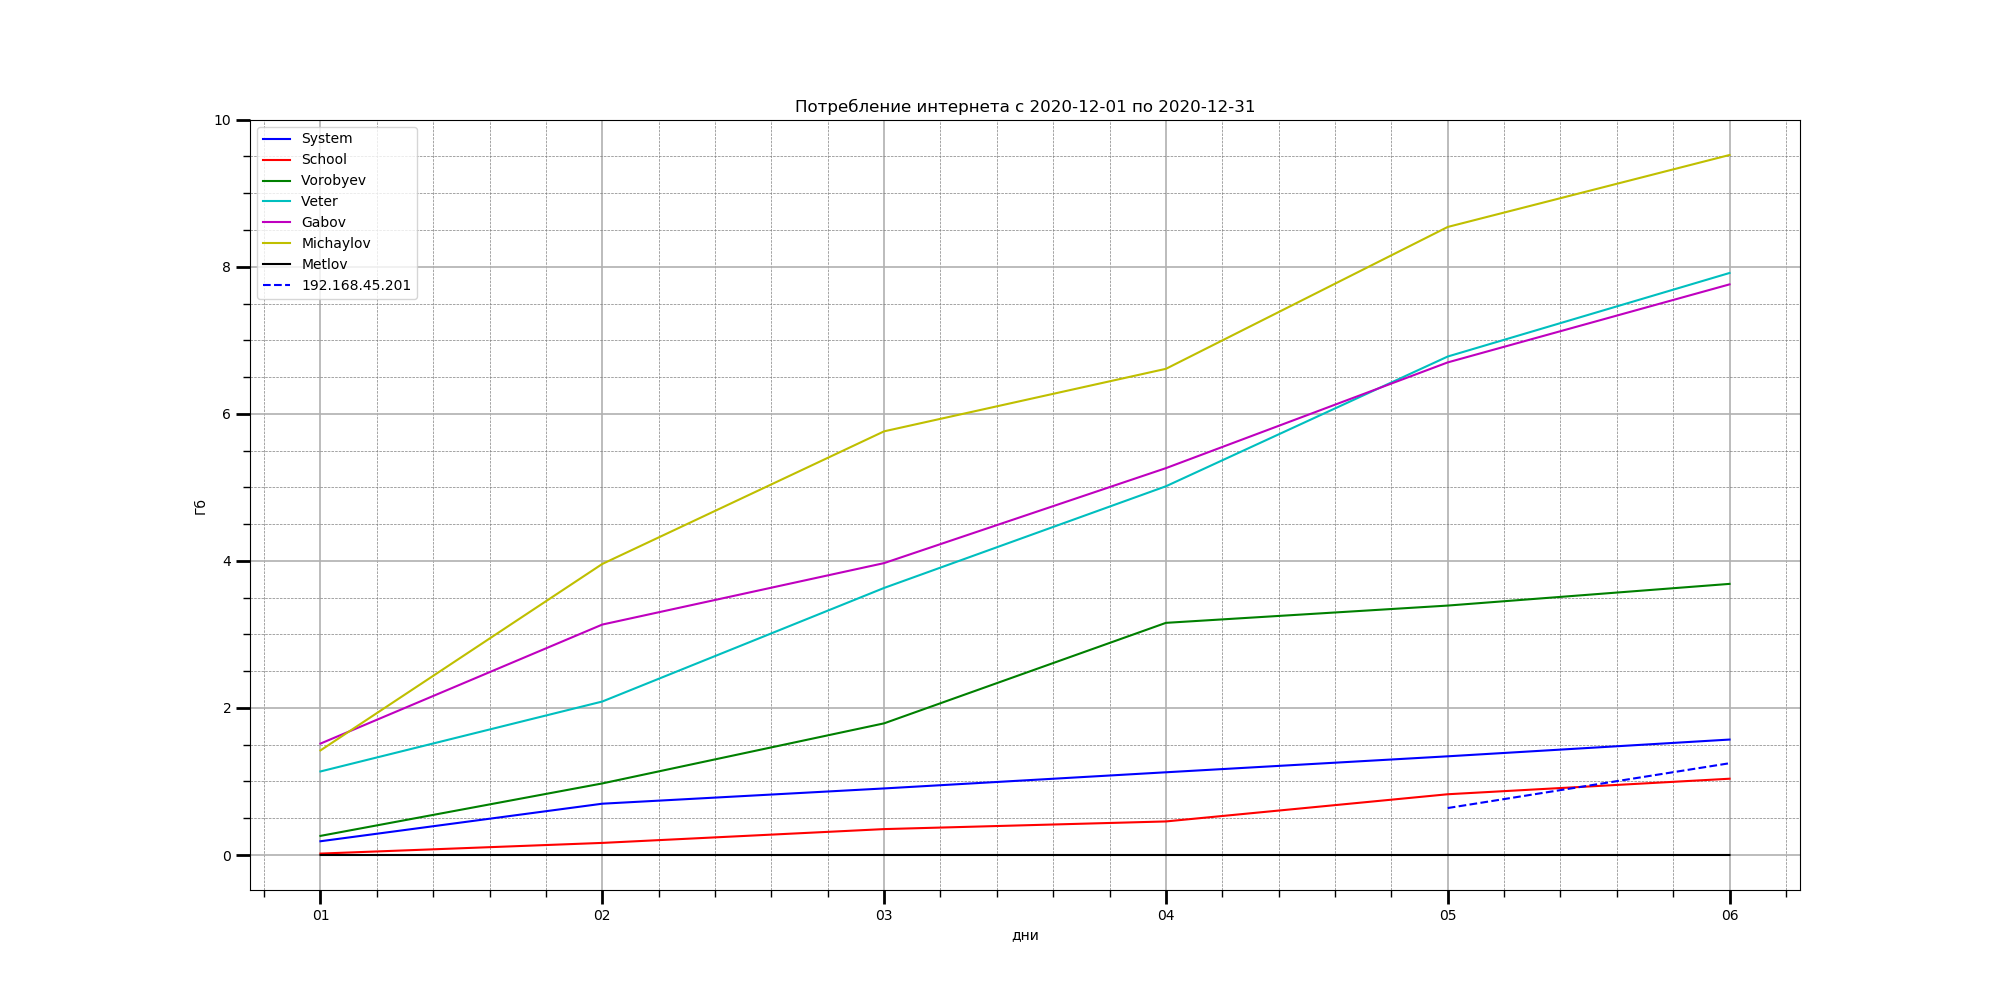 Потребление интернета с 2020-12-01 по 2020-12-31
System
School
Vorobyev
Veter
Gabov
Michaylov
Metlov
192.168.45.201
10
8
6
4
2
0
Гб
01 02 03 04 05 06
дни